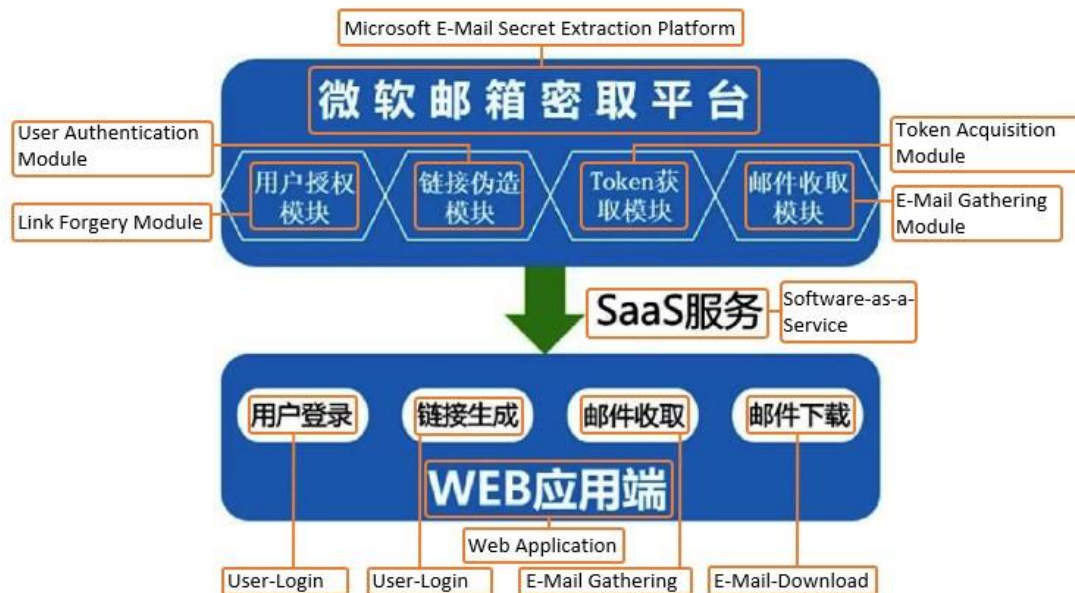 Microsoft E-Mail Secret Extraction Platform
微软邮箱密取平台
User Authentication
Module
Token Acquisition
Module
用户授权
模块
链接伪造
模块
Token获
取模块
邮件收取
模块
Link Forgery Module
E-Mail Gathering
Module
SaaS服务
Software-as-a-
Service
用户登录
链接生成
邮件收取
邮件下载
WEB应用端
Web Application
User-Login
User-Login
E-Mail Gathering
E-Mail-Download